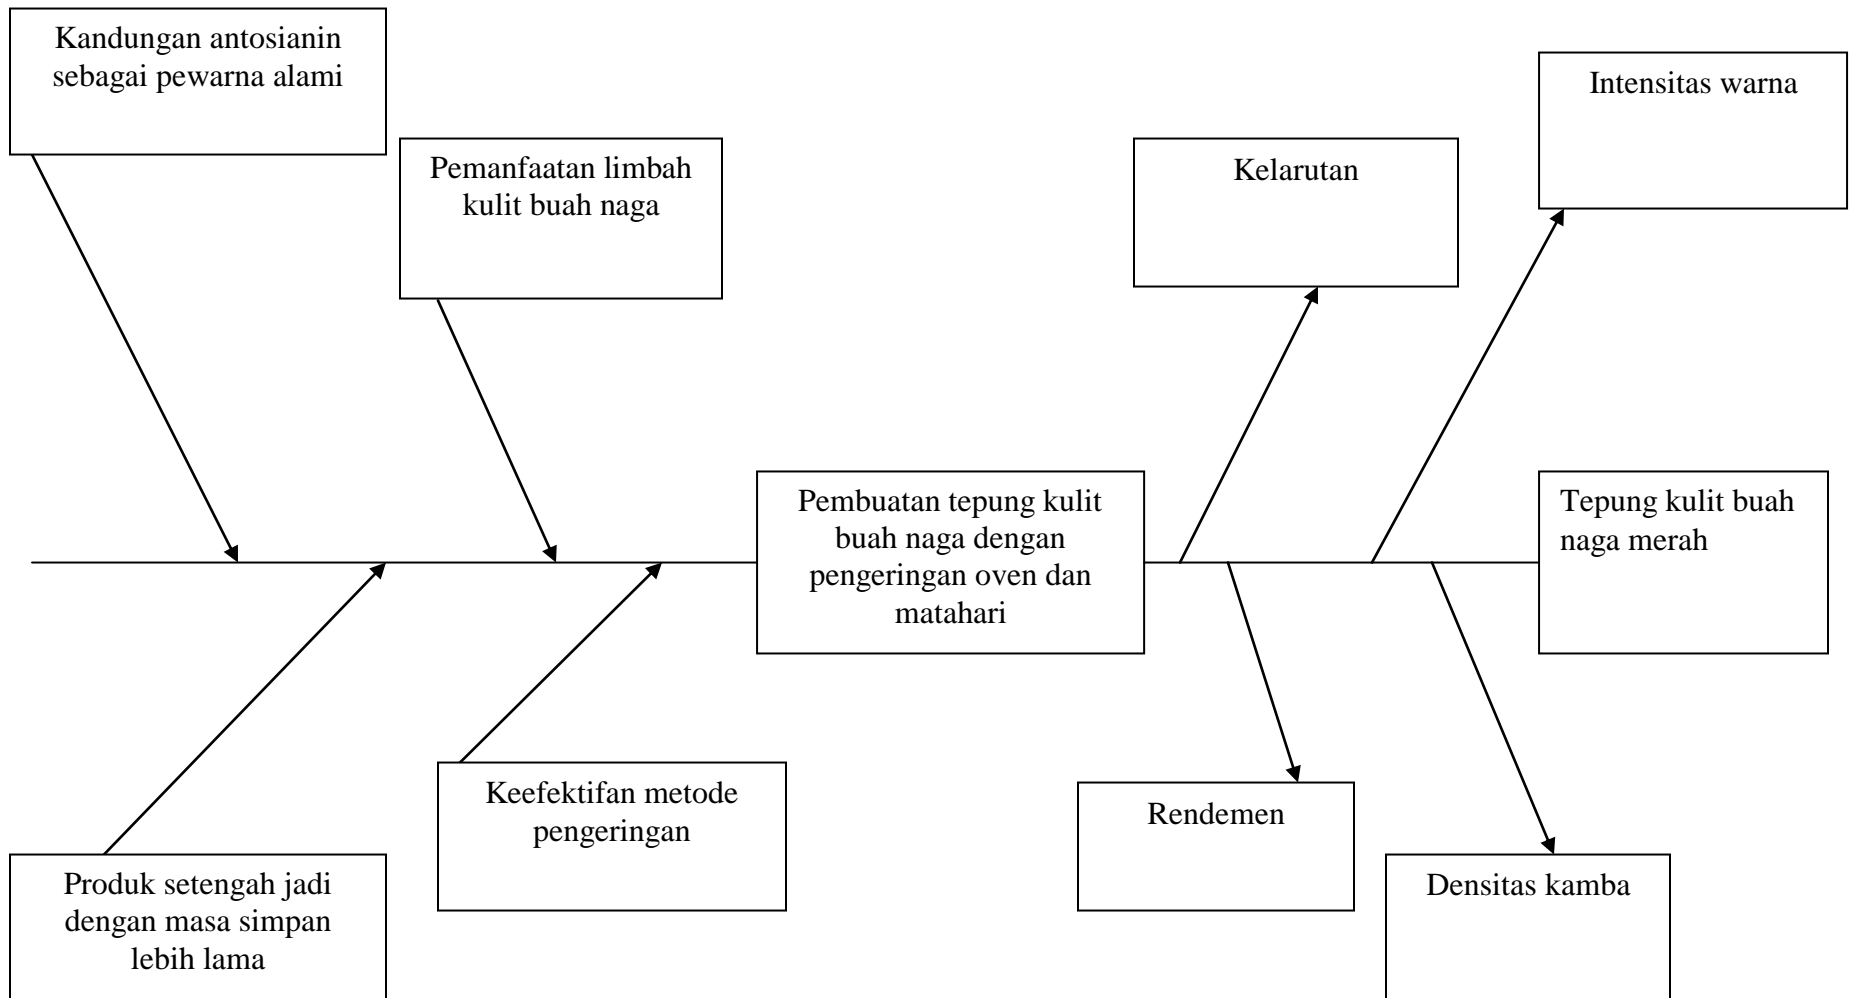 Kandungan antosianin
sebagai pewarna alami
Pemanfaatan limbah
kulit buah naga
Kelarutan
Intensitas warna
Pembuatan tepung kulit
buah naga dengan
pengeringan oven dan
matahari
Tepung kulit buah
naga merah
Keefektifan metode
pengeringan
Produk setengah jadi
dengan masa simpan
lebih lama
Rendemen
Densitas kamba